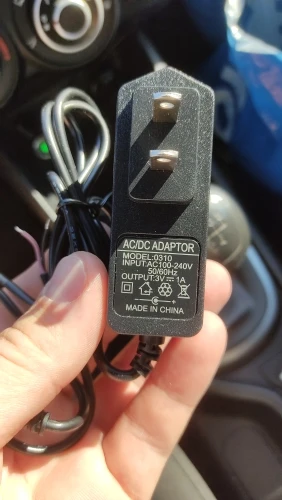 AC/DC ADAPTOR
MODEL:0310
INPUT:AC100-240V
50/60Hz
OUTPUT:3V⎓1A
- +
MADE IN CHINA